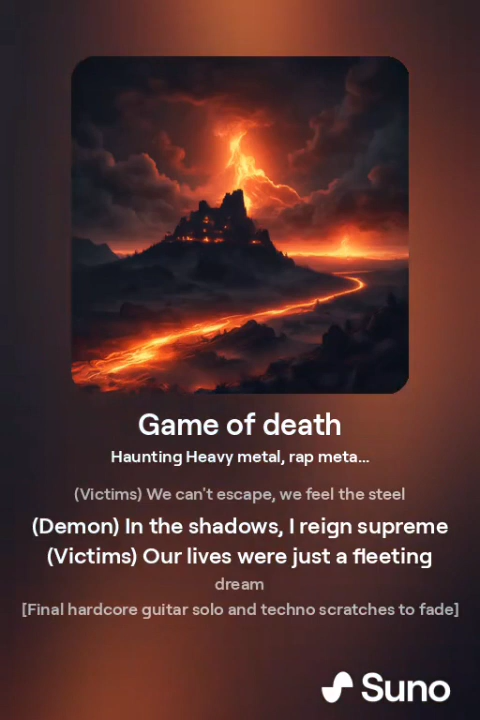 Game of death
Haunting Heavy metal, rap meta...
(Victims) We can't escape, we feel the steel
(Demon) In the shadows, I reign supreme
(Victims) Our lives were just a fleeting
dream
[Final hardcore guitar solo and techno scratches to fade]
Suno